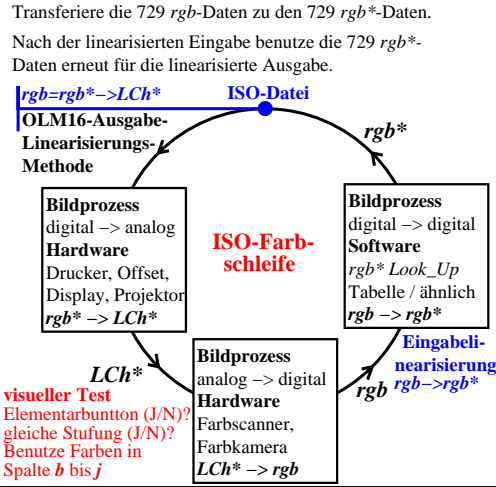 Transferiere die 729 rgb-Daten zu den 729 rgb*-Daten.
Nach der linearisierten Eingabe benutze die 729 rgb*-
Daten erneut für die linearisierte Ausgabe.
rgb=rgb*−>LCh*
ISO-Datei
OLM16-Ausgabe-
Linearisierungs-
Methode
rgb*
Bildprozess
digital −> analog
Hardware
Drucker, Offset,
Display, Projektor
rgb* −> LCh*
ISO-Farb-
schleife
Bildprozess
digital −> digital
Software
rgb* Look_Up
Tabelle / ähnlich
rgb −> rgb*
Eingabeli-
nearisierung
rgb−>rgb*
LCh*
rgb
Bildprozess
analog −> digital
Hardware
Farbscanner,
Farbkamera
LCh* −> rgb
visueller Test
Elementarbuntton (J/N)?
gleiche Stufung (J/N)?
Benutze Farben in
Spalte b bis j